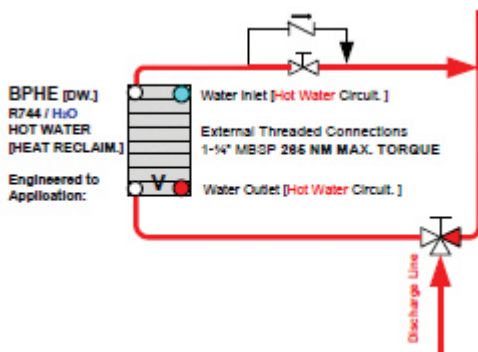 BPHE [DW.]
R744 / H₂O
HOT WATER
[HEAT RECLAIM.]
Engineered to
Application:
Water Inlet [Hot Water Circuit. ]
External Threaded Connections
1-¼" MBSP 265 NM MAX. TORQUE
V
Water Outlet [Hot Water Circuit. ]
Discharge Line